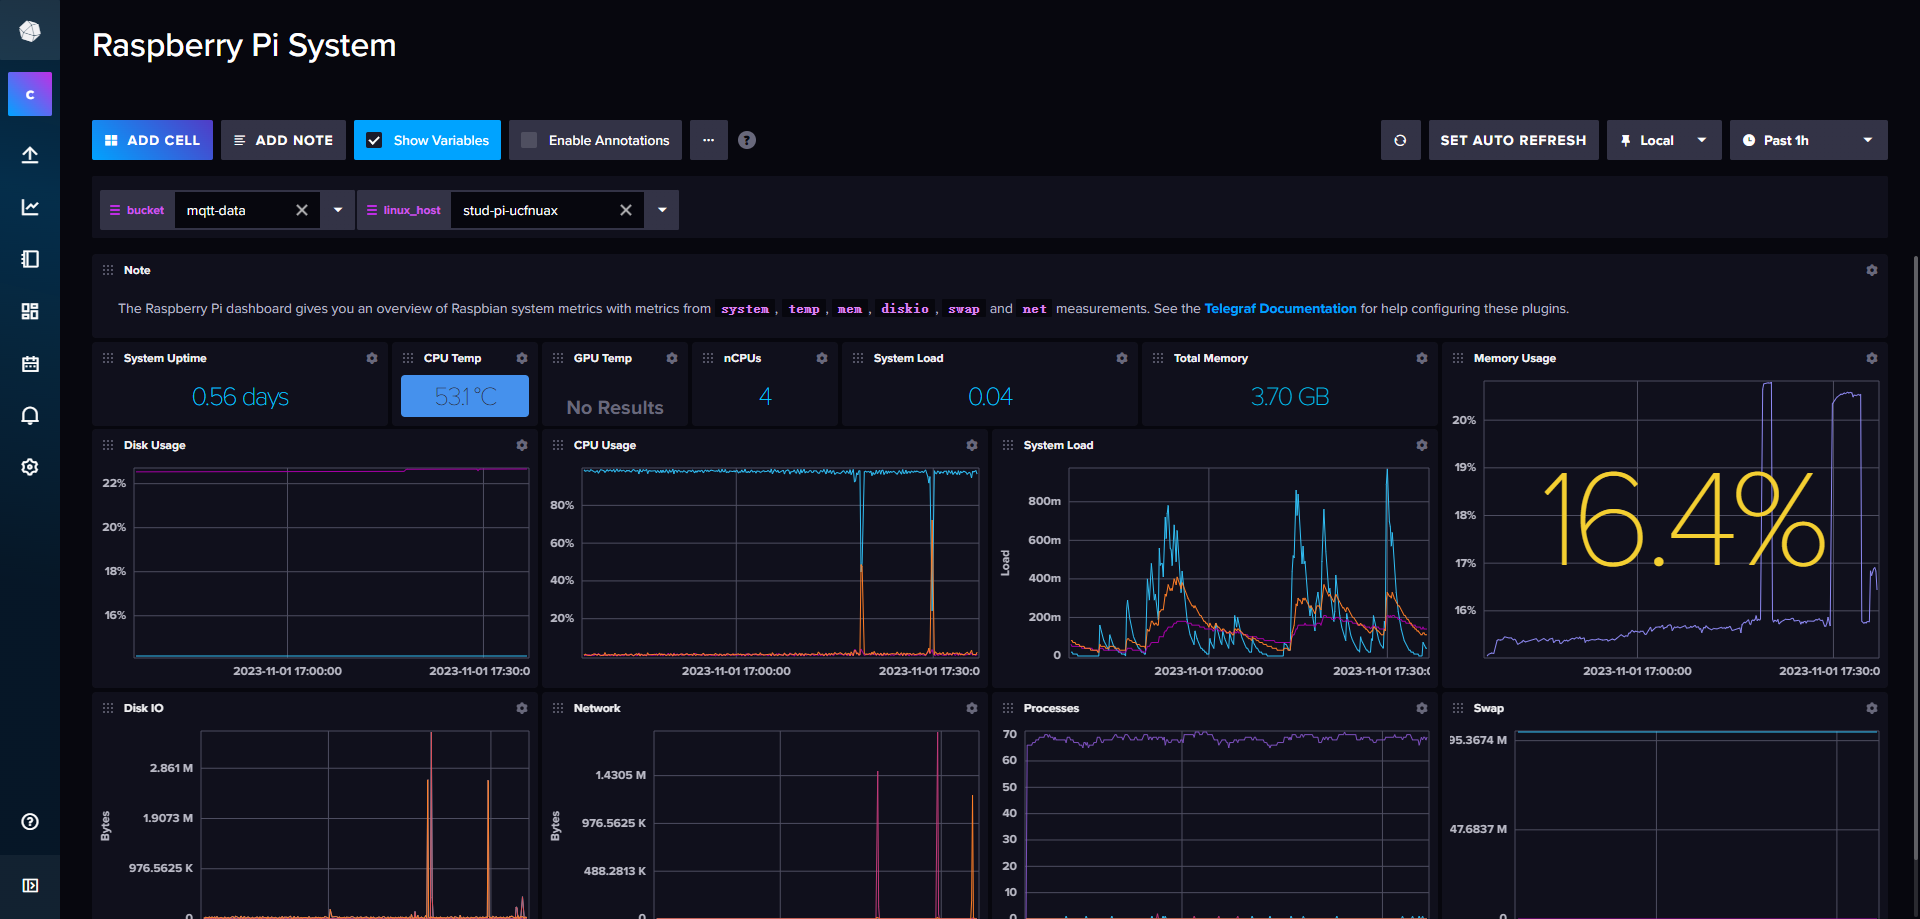 Raspberry Pi System
C
ADD CELL
ADD NOTE
Show Variables
Enable Annotations
SET AUTO REFRESH
Local
Past 1h
bucket
mqtt-data
linux_host
stud-pi-ucfnuax
Note
The Raspberry Pi dashboard gives you an overview of Raspbian system metrics with metrics from system, temp, mem, diskio, swap and net measurements. See the Telegraf Documentation for help configuring these plugins.
System Uptime
0.56 days
CPU Temp
53.1 °C
GPU Temp
No Results
nCPUs
4
System Load
0.04
Total Memory
3.70 GB
Memory Usage
20%
19%
18%
17%
16%
16.4%
2023-11-01 17:00:00
2023-11-01 17:30:0
Disk Usage
22%
20%
18%
16%
2023-11-01 17:00:00
2023-11-01 17:30:0
CPU Usage
80%
60%
40%
20%
2023-11-01 17:00:00
2023-11-01 17:30:0
System Load
Load
800m
600m
400m
200m
0
2023-11-01 17:00:00
2023-11-01 17:30:0
Disk IO
Bytes
2.861 M
1.9073 M
976.5625 K
0
Network
Bytes
1.4305 M
976.5625 K
488.2813 K
0
Processes
70
60
50
40
30
20
10
0
Swap
95.3674 M
47.6837 M
0